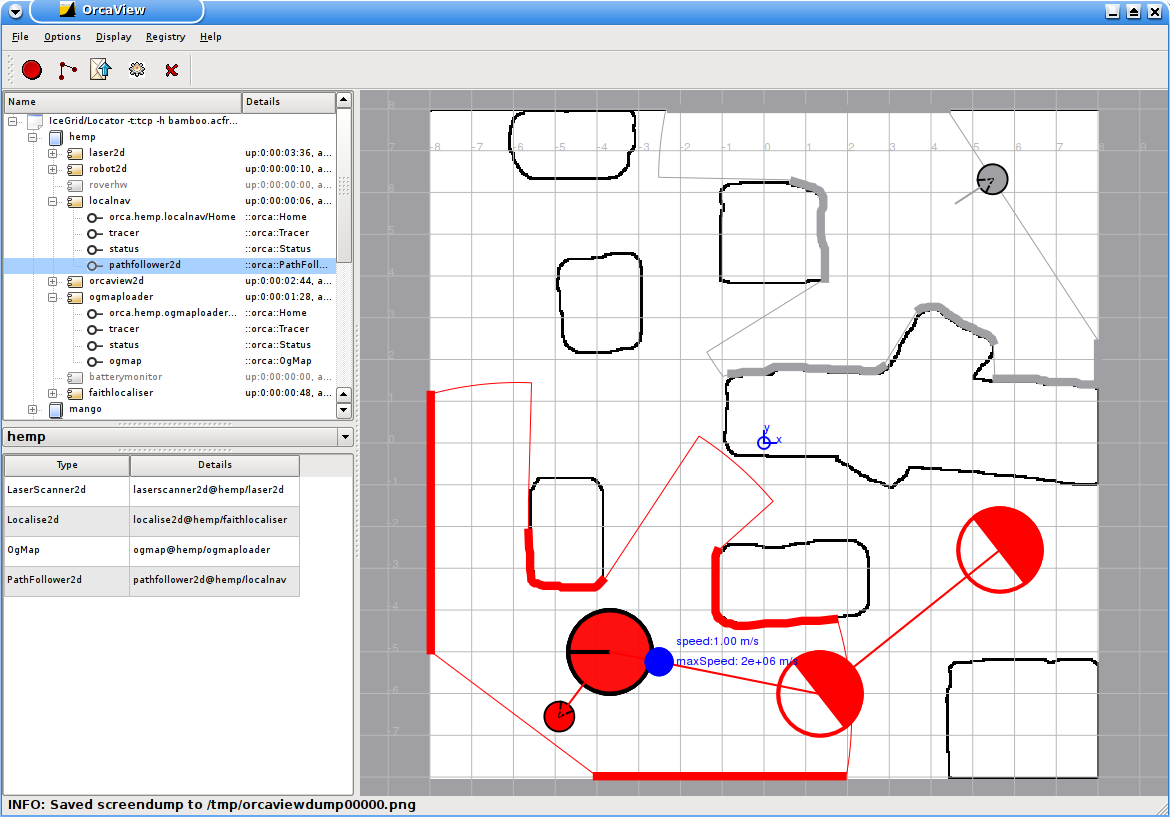 OrcaView
File Options Display Registry Help
Name Details
IceGrid/Locator -t:tcp -h bamboo.acfr...
hemp
laser2d up:0:00:03:36, a...
robot2d up:0:00:00:10, a...
roverhw up:0:00:00:00, a...
localnav up:0:00:00:06, a...
orca.hemp.localnav/Home ::orca::Home
tracer ::orca::Tracer
status ::orca::Status
pathfollower2d ::orca::PathFoll...
orcaview2d up:0:00:02:44, a...
ogmaploader up:0:00:01:28, a...
orca.hemp.ogmaploader... ::orca::Home
tracer ::orca::Tracer
status ::orca::Status
ogmap ::orca::OgMap
batterymonitor up:0:00:00:00, a...
faithlocaliser up:0:00:00:48, a...
mango
hemp
Type Details
LaserScanner2d laserscanner2d@hemp/laser2d
Localise2d localise2d@hemp/faithlocaliser
OgMap ogmap@hemp/ogmaploader
PathFollower2d pathfollower2d@hemp/localnav
8
7 -8 -7 -6 -5 -4 -3 -2 -1 0 1 2 3 4 5 6 7 8 9
6
5
4
3
2
1
0
-1
-2
-3
-4
-5
-6
-7
y
x
speed:1.00 m/s
maxSpeed: 2e+06 m/s
INFO: Saved screendump to /tmp/orcaviewdump00000.png